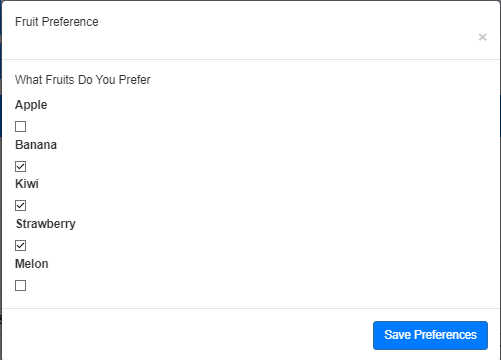 Fruit Preference
×
What Fruits Do You Prefer
Apple
Banana
Kiwi
Strawberry
Melon
Save Preferences